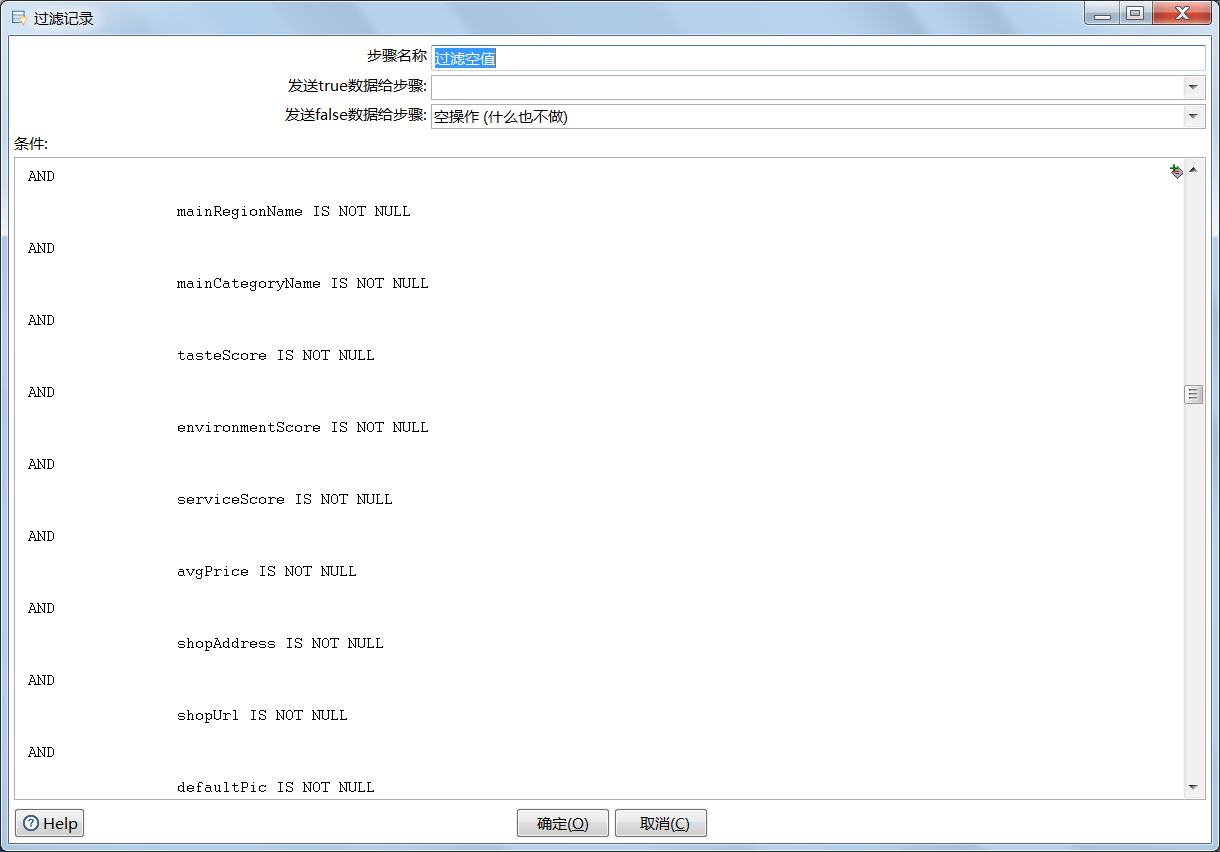 过滤记录
步骤名称 过滤空值
发送true数据给步骤:
发送false数据给步骤: 空操作 (什么也不做)
条件:
AND
mainRegionName IS NOT NULL
AND
mainCategoryName IS NOT NULL
AND
tasteScore IS NOT NULL
AND
environmentScore IS NOT NULL
AND
serviceScore IS NOT NULL
AND
avgPrice IS NOT NULL
AND
shopAddress IS NOT NULL
AND
shopUrl IS NOT NULL
AND
defaultPic IS NOT NULL
Help 确定(O) 取消(C)